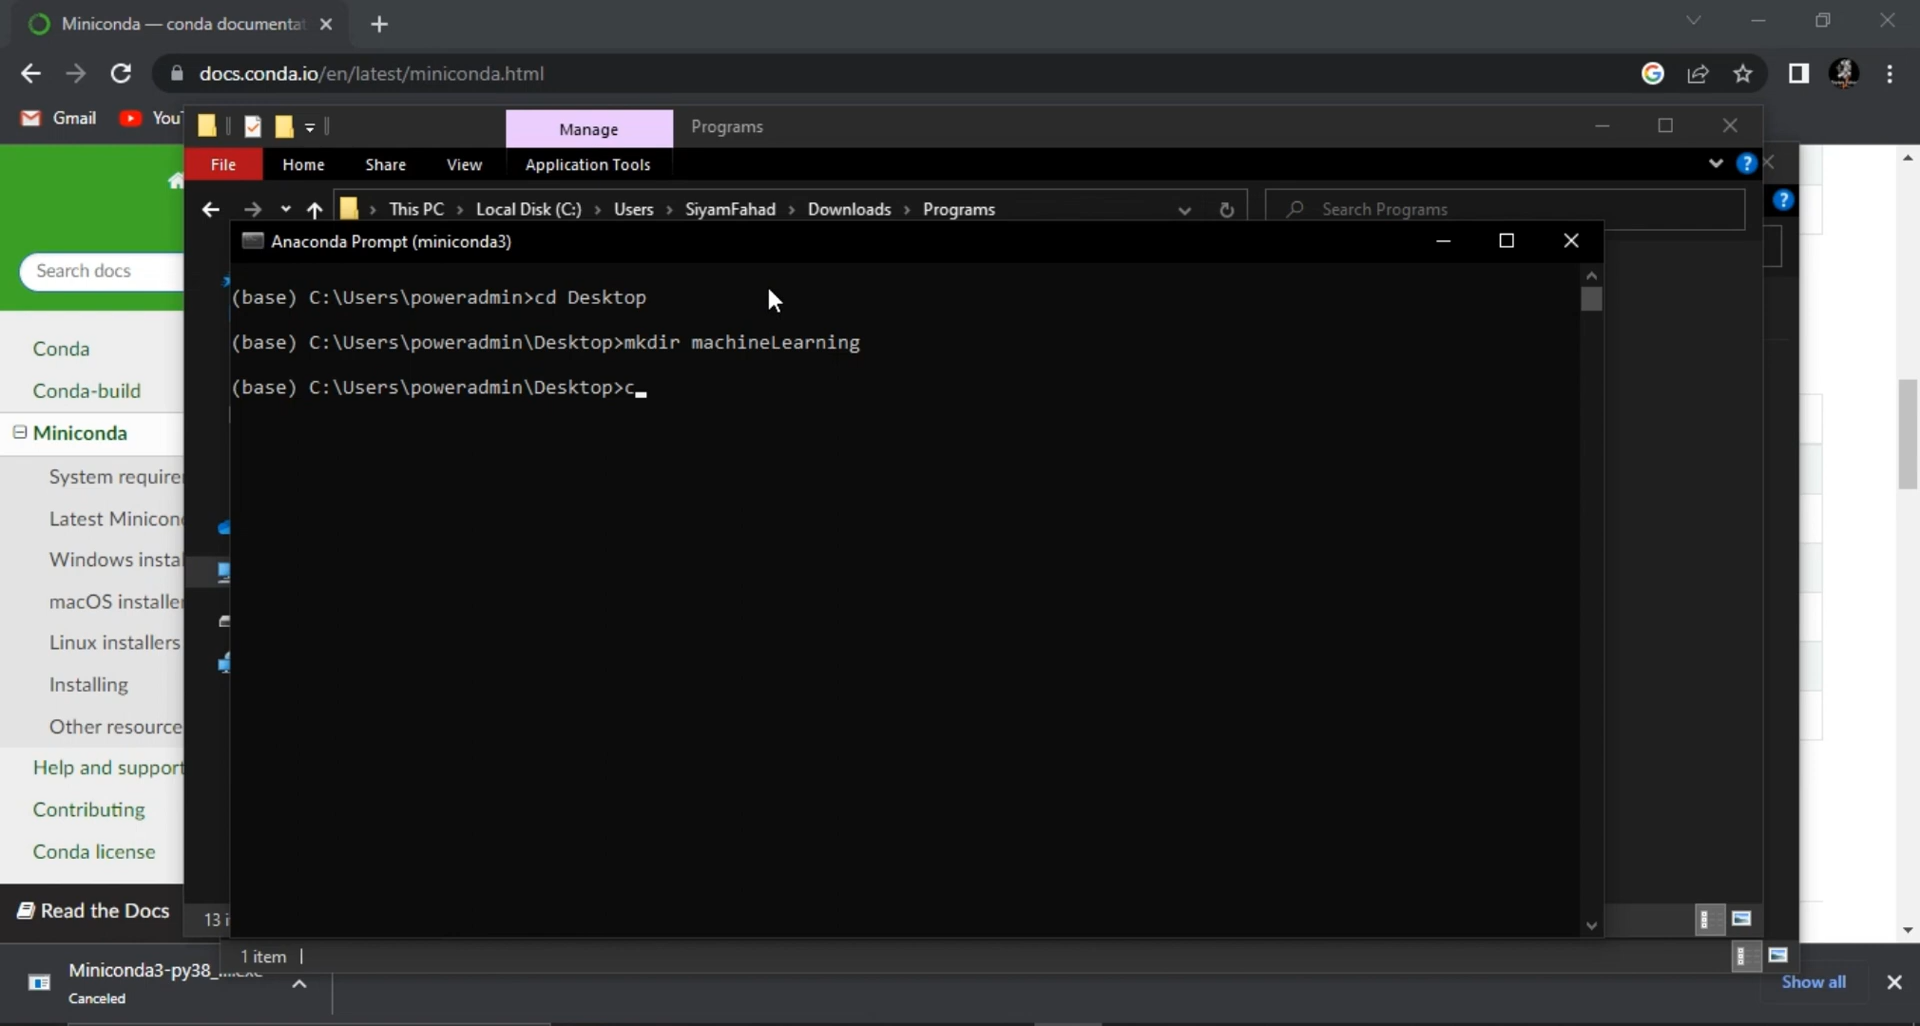 Miniconda — conda documentat
docs.conda.io/en/latest/miniconda.html
Gmail
You
Manage
Programs
File
Home
Share
View
Application Tools
This PC > Local Disk (C:) > Users > SiyamFahad > Downloads > Programs
Search Programs
Anaconda Prompt (miniconda3)
(base) C:\Users\poweradmin>cd Desktop
(base) C:\Users\poweradmin\Desktop>mkdir machineLearning
(base) C:\Users\poweradmin\Desktop>c_
Search docs
Conda
Conda-build
Miniconda
System require
Latest Minicon
Windows instal
macOS installe
Linux installers
Installing
Other resource
Help and support
Contributing
Conda license
Read the Docs
13 i
1 item
Miniconda3-py38_....exe
Canceled
Show all